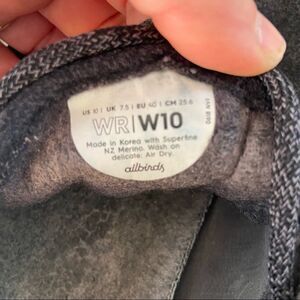 US 10 | UK 7.5 | EU 40 | CM 25.6
WR|W10
Made in Korea with Superfine
NZ Merino. Wash on
delicate. Air Dry.
allbirds